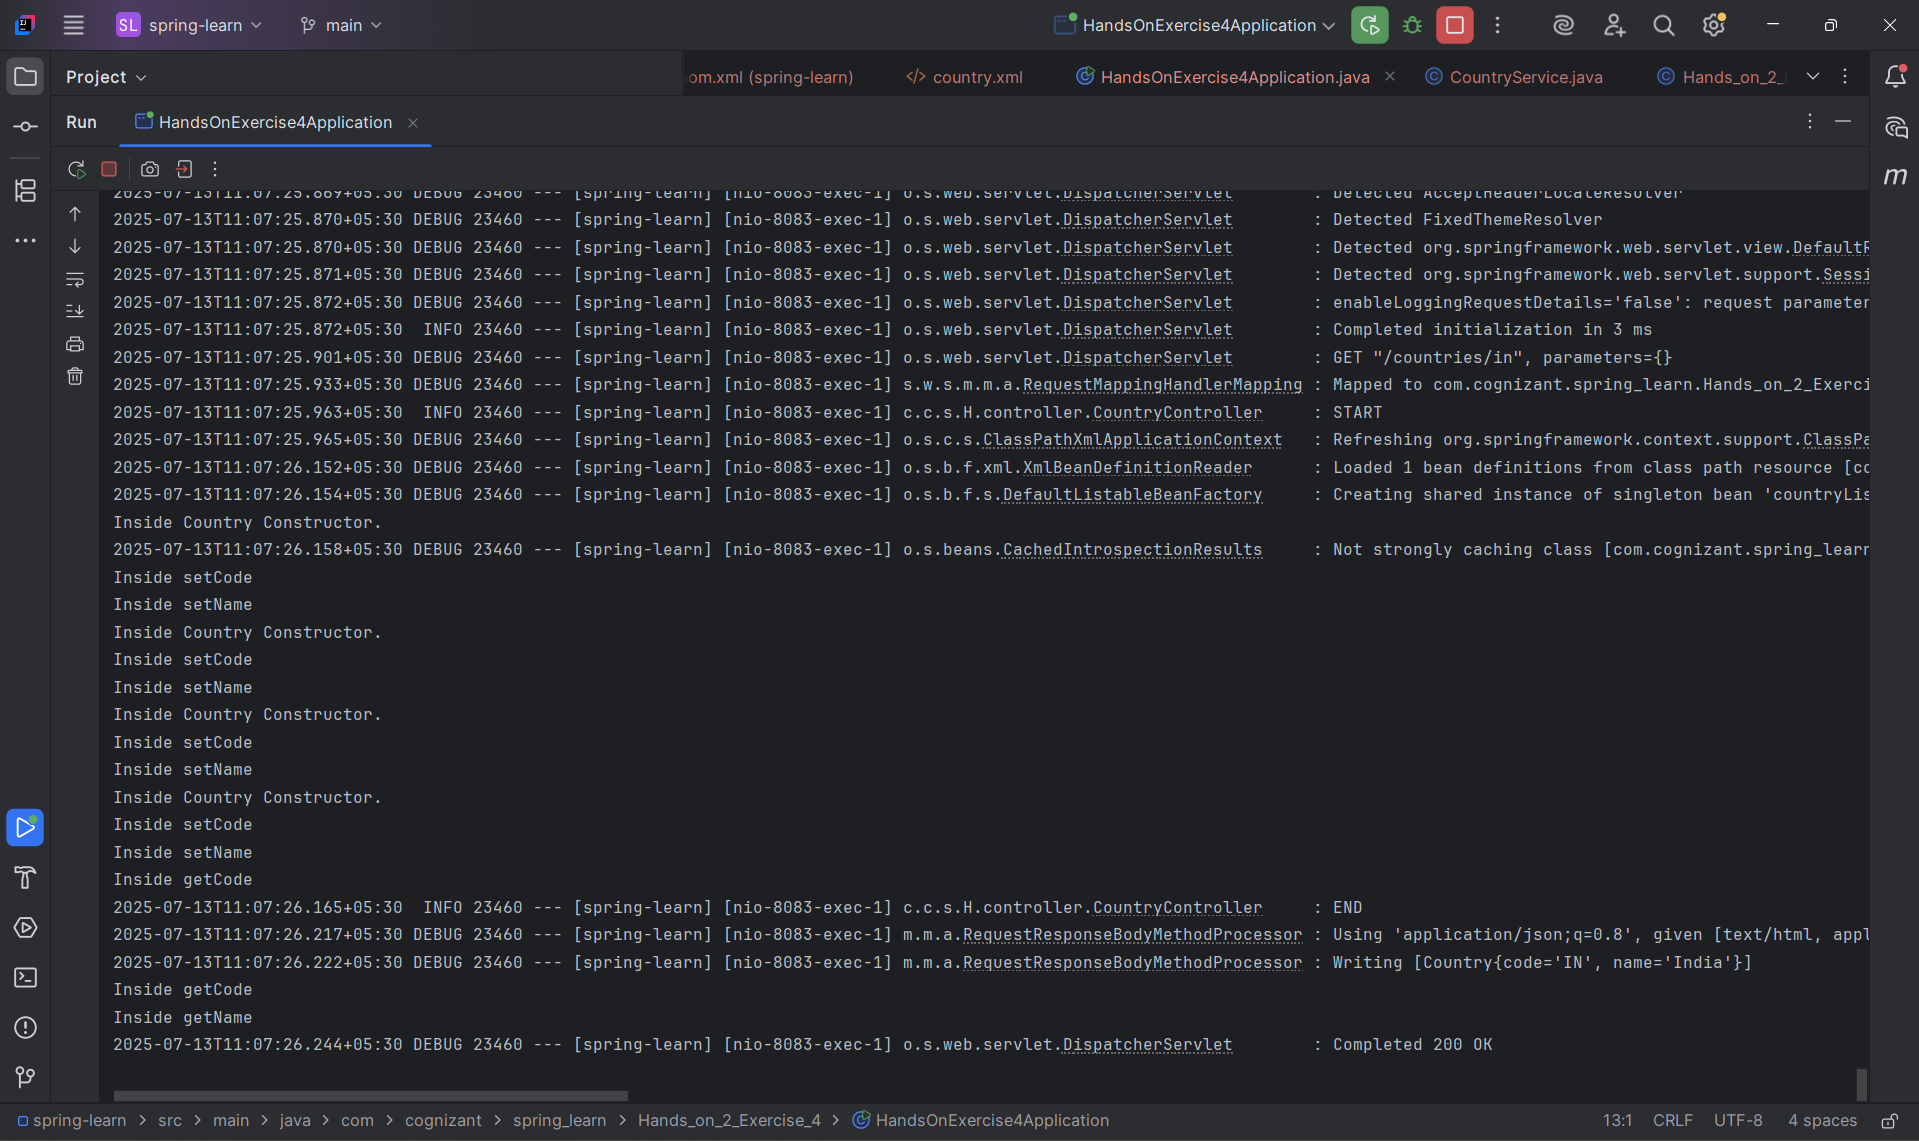 SL spring-learn main HandsOnExercise4Application
Project om.xml (spring-learn) country.xml HandsOnExercise4Application.java CountryService.java Hands_on_2_
Run HandsOnExercise4Application
2025-07-13T11:07:25.869+05:30 DEBUG 23460 --- [spring-learn] [nio-8083-exec-1] o.s.web.servlet.DispatcherServlet : Detected AcceptHeaderLocaleResolver
2025-07-13T11:07:25.870+05:30 DEBUG 23460 --- [spring-learn] [nio-8083-exec-1] o.s.web.servlet.DispatcherServlet : Detected FixedThemeResolver
2025-07-13T11:07:25.870+05:30 DEBUG 23460 --- [spring-learn] [nio-8083-exec-1] o.s.web.servlet.DispatcherServlet : Detected org.springframework.web.servlet.view.DefaultR
2025-07-13T11:07:25.871+05:30 DEBUG 23460 --- [spring-learn] [nio-8083-exec-1] o.s.web.servlet.DispatcherServlet : Detected org.springframework.web.servlet.support.Sessi
2025-07-13T11:07:25.872+05:30 DEBUG 23460 --- [spring-learn] [nio-8083-exec-1] o.s.web.servlet.DispatcherServlet : enableLoggingRequestDetails='false': request parameter
2025-07-13T11:07:25.872+05:30 INFO 23460 --- [spring-learn] [nio-8083-exec-1] o.s.web.servlet.DispatcherServlet : Completed initialization in 3 ms
2025-07-13T11:07:25.901+05:30 DEBUG 23460 --- [spring-learn] [nio-8083-exec-1] o.s.web.servlet.DispatcherServlet : GET "/countries/in", parameters={}
2025-07-13T11:07:25.933+05:30 DEBUG 23460 --- [spring-learn] [nio-8083-exec-1] s.w.s.m.m.a.RequestMappingHandlerMapping : Mapped to com.cognizant.spring_learn.Hands_on_2_Exerci
2025-07-13T11:07:25.963+05:30 INFO 23460 --- [spring-learn] [nio-8083-exec-1] c.c.s.H.controller.CountryController : START
2025-07-13T11:07:25.965+05:30 DEBUG 23460 --- [spring-learn] [nio-8083-exec-1] o.s.c.s.ClassPathXmlApplicationContext : Refreshing org.springframework.context.support.ClassPa
2025-07-13T11:07:26.152+05:30 DEBUG 23460 --- [spring-learn] [nio-8083-exec-1] o.s.b.f.xml.XmlBeanDefinitionReader : Loaded 1 bean definitions from class path resource [co
2025-07-13T11:07:26.154+05:30 DEBUG 23460 --- [spring-learn] [nio-8083-exec-1] o.s.b.f.s.DefaultListableBeanFactory : Creating shared instance of singleton bean 'countryLis
Inside Country Constructor.
2025-07-13T11:07:26.158+05:30 DEBUG 23460 --- [spring-learn] [nio-8083-exec-1] o.s.beans.CachedIntrospectionResults : Not strongly caching class [com.cognizant.spring_learn
Inside setCode
Inside setName
Inside Country Constructor.
Inside setCode
Inside setName
Inside Country Constructor.
Inside setCode
Inside setName
Inside Country Constructor.
Inside setCode
Inside setName
Inside getCode
2025-07-13T11:07:26.165+05:30 INFO 23460 --- [spring-learn] [nio-8083-exec-1] c.c.s.H.controller.CountryController : END
2025-07-13T11:07:26.217+05:30 DEBUG 23460 --- [spring-learn] [nio-8083-exec-1] m.m.a.RequestResponseBodyMethodProcessor : Using 'application/json;q=0.8', given [text/html, appl
2025-07-13T11:07:26.222+05:30 DEBUG 23460 --- [spring-learn] [nio-8083-exec-1] m.m.a.RequestResponseBodyMethodProcessor : Writing [Country{code='IN', name='India'}]
Inside getCode
Inside getName
2025-07-13T11:07:26.244+05:30 DEBUG 23460 --- [spring-learn] [nio-8083-exec-1] o.s.web.servlet.DispatcherServlet : Completed 200 OK
spring-learn > src > main > java > com > cognizant > spring_learn > Hands_on_2_Exercise_4 > HandsOnExercise4Application 13:1 CRLF UTF-8 4 spaces